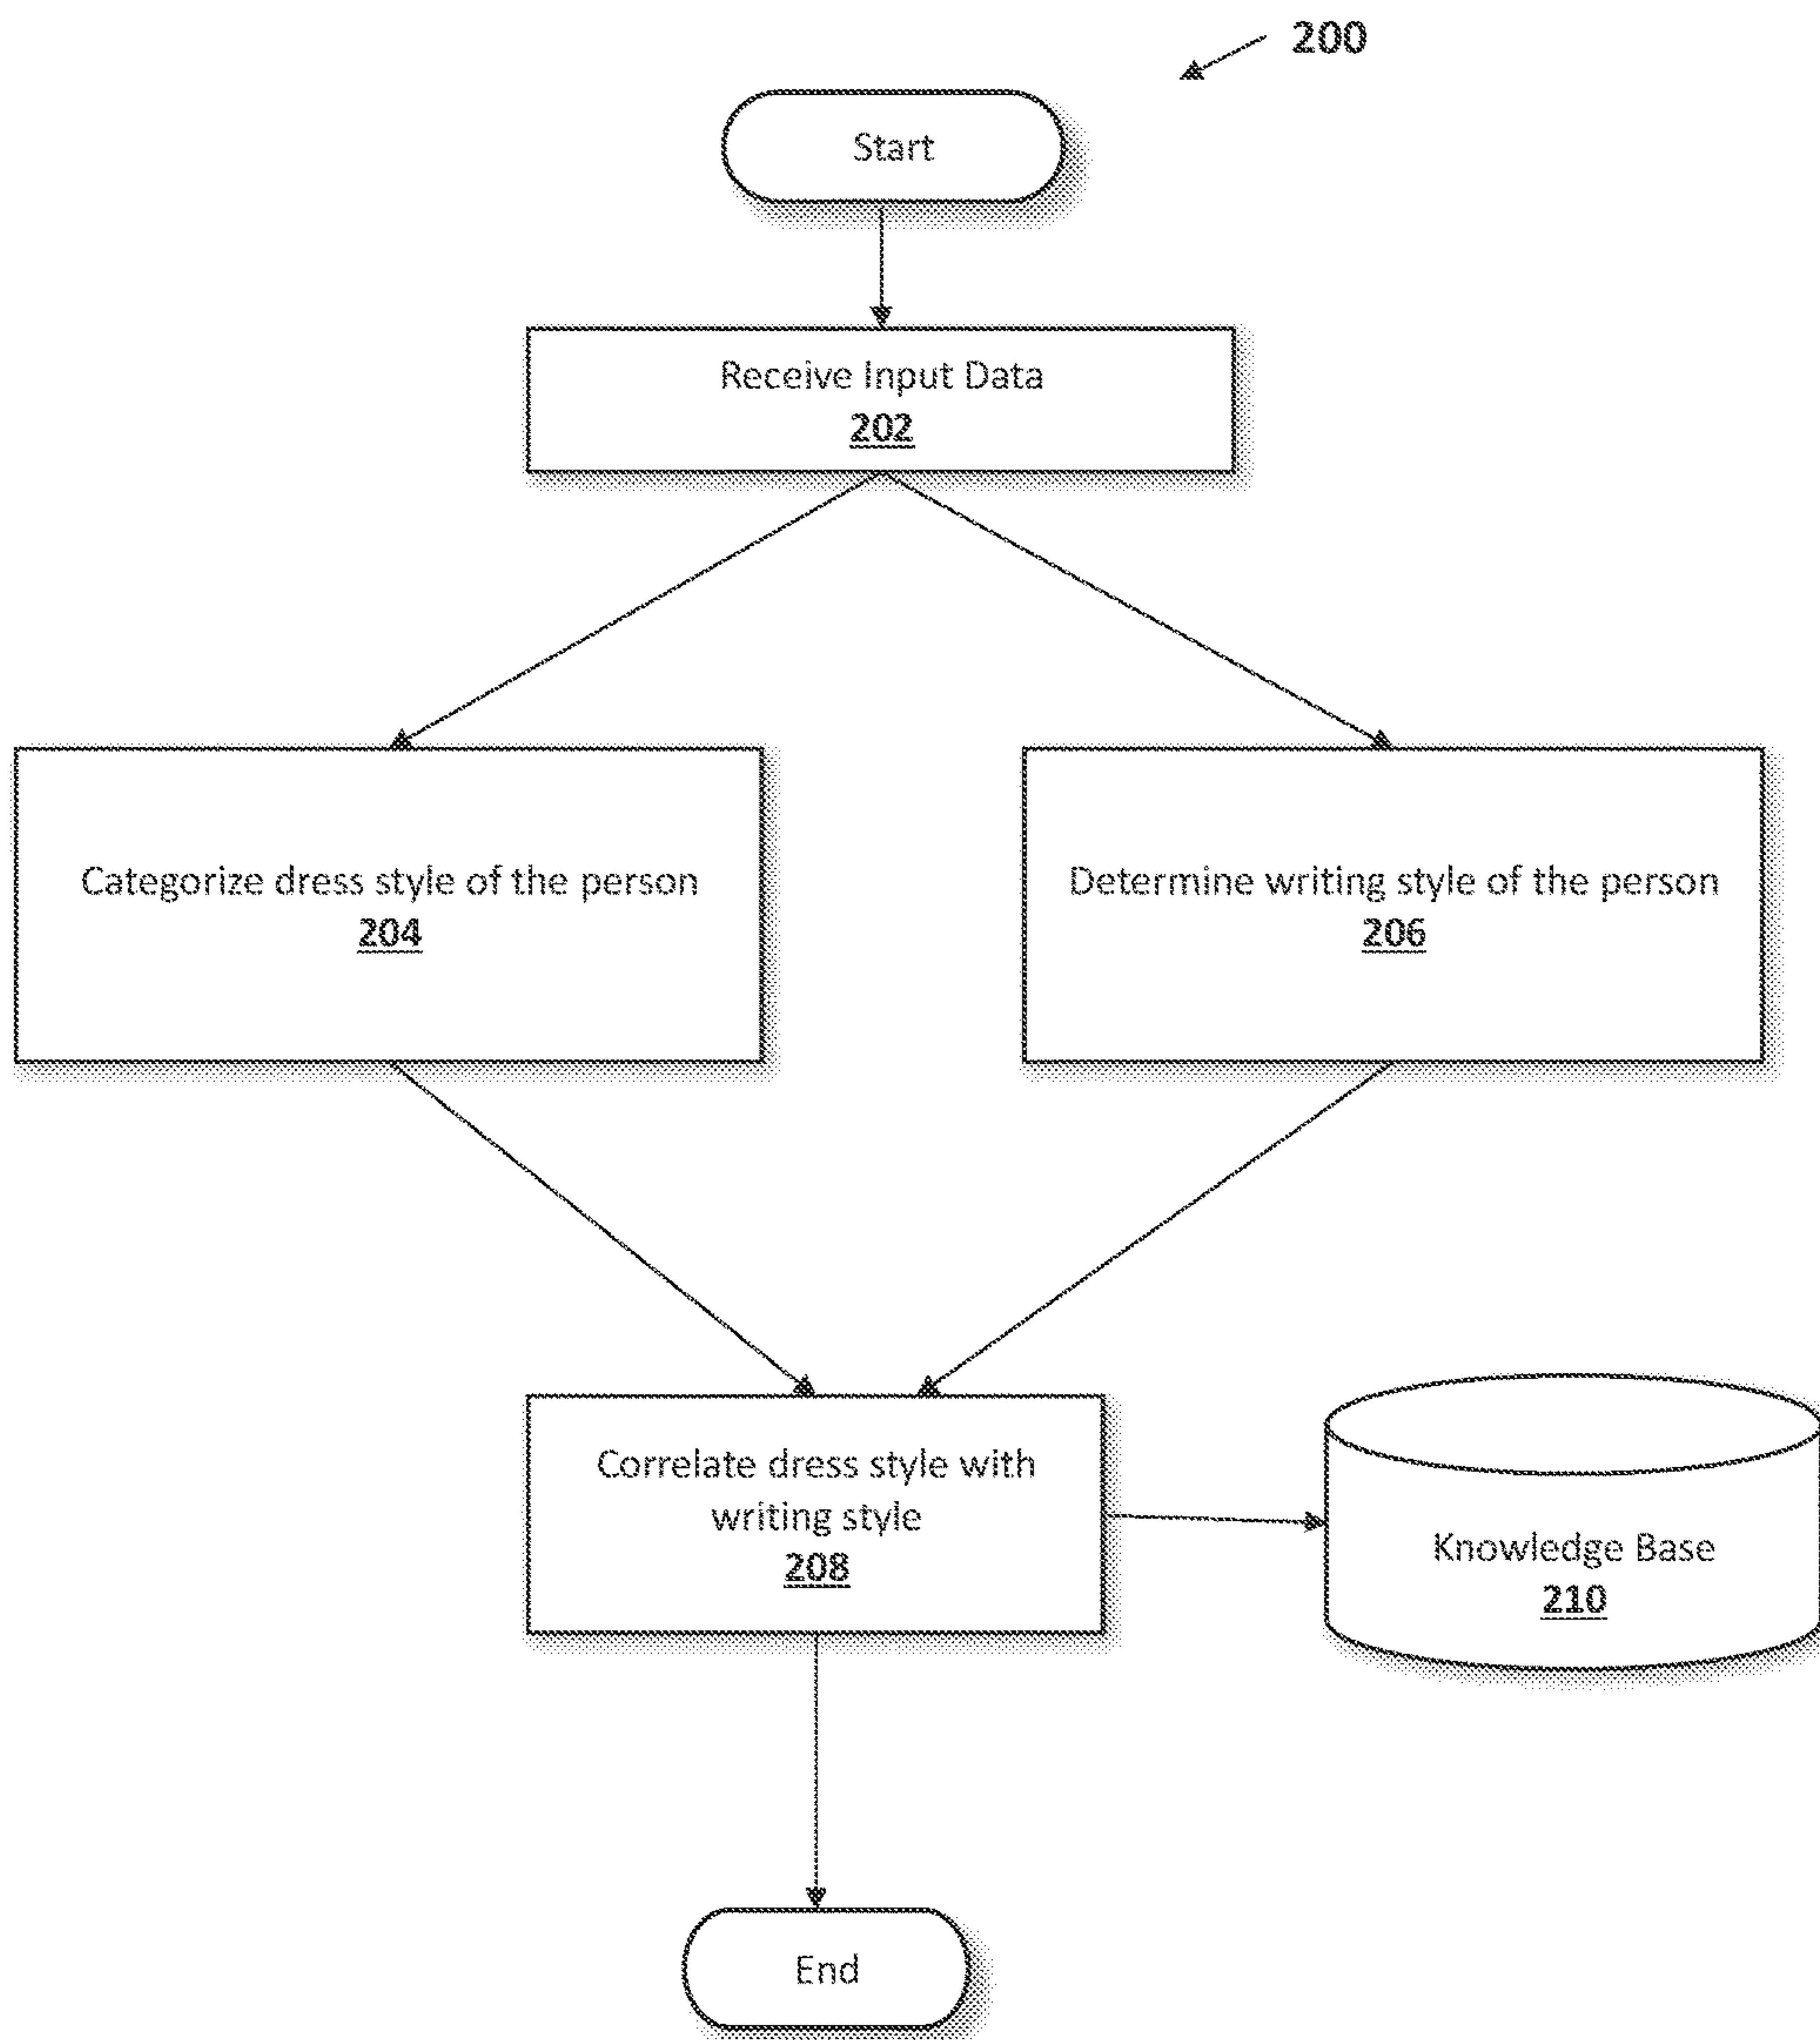 200
Start
Receive Input Data
202
Categorize dress style of the person
204
Determine writing style of the person
206
Correlate dress style with
writing style
208
Knowledge Base
210
End